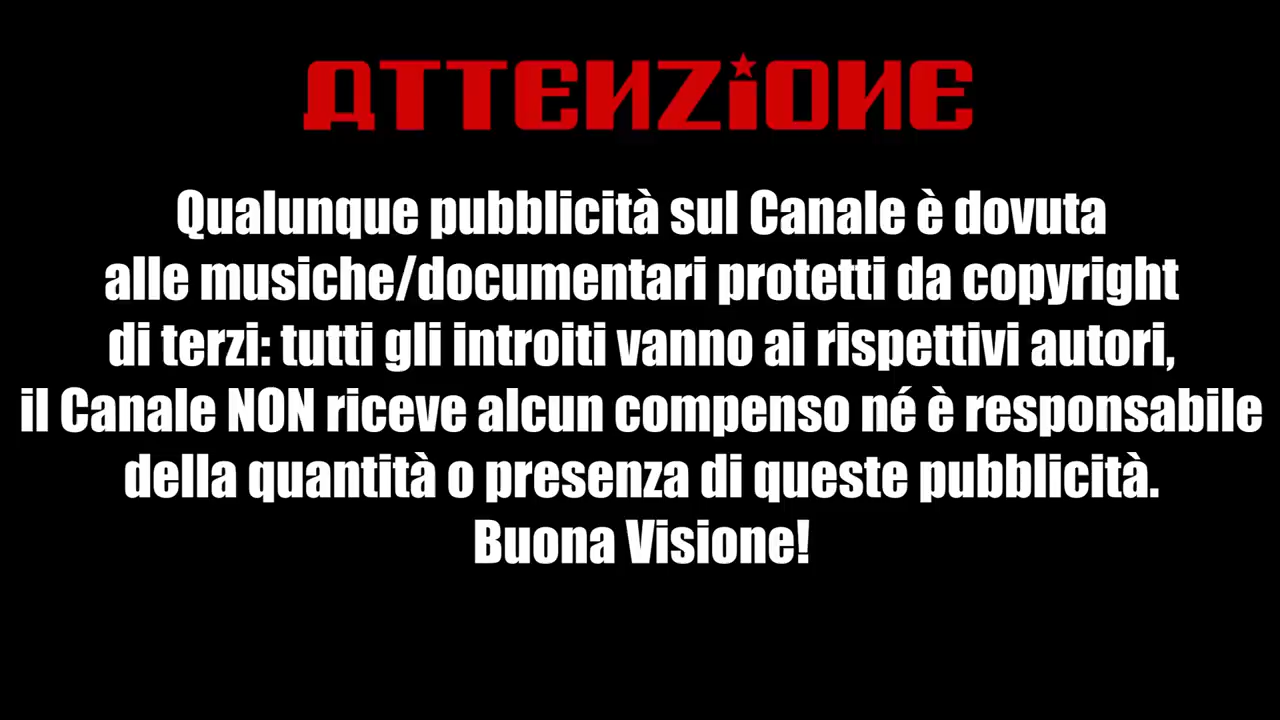 ATTENZIONE
Qualunque pubblicità sul Canale è dovuta
alle musiche/documentari protetti da copyright
di terzi: tutti gli introiti vanno ai rispettivi autori,
il Canale NON riceve alcun compenso né è responsabile
della quantità o presenza di queste pubblicità.
Buona Visione!